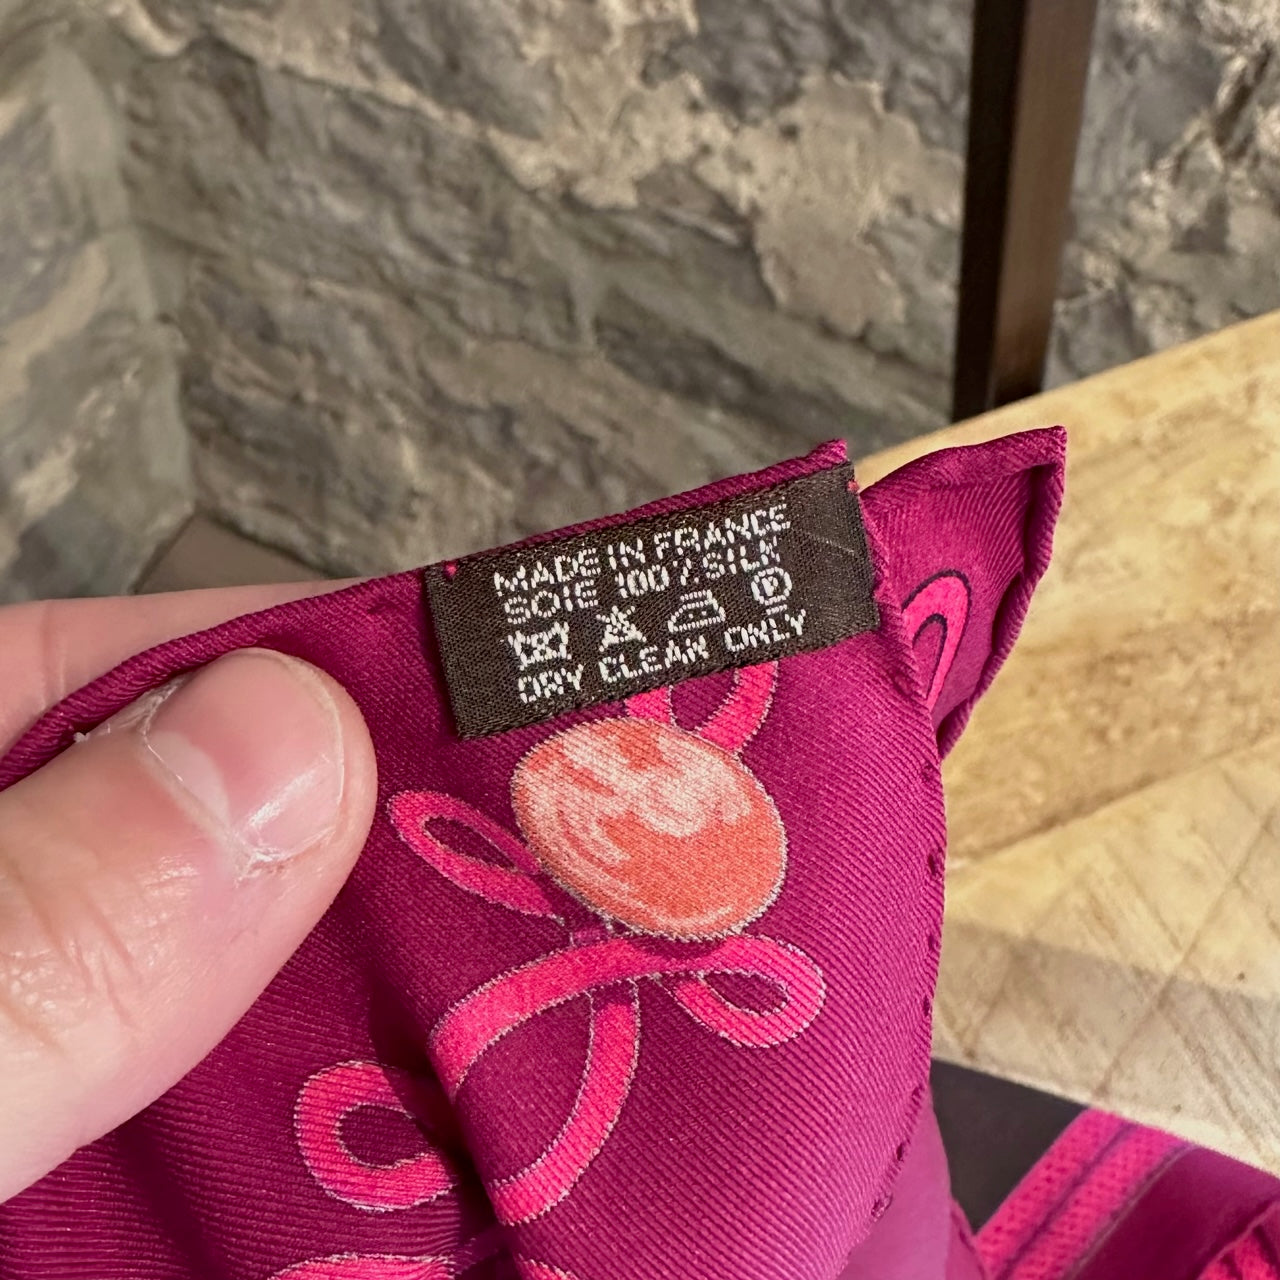 MADE IN FRANCE
SOIE 100% SILK
P
DRY CLEAN ONLY